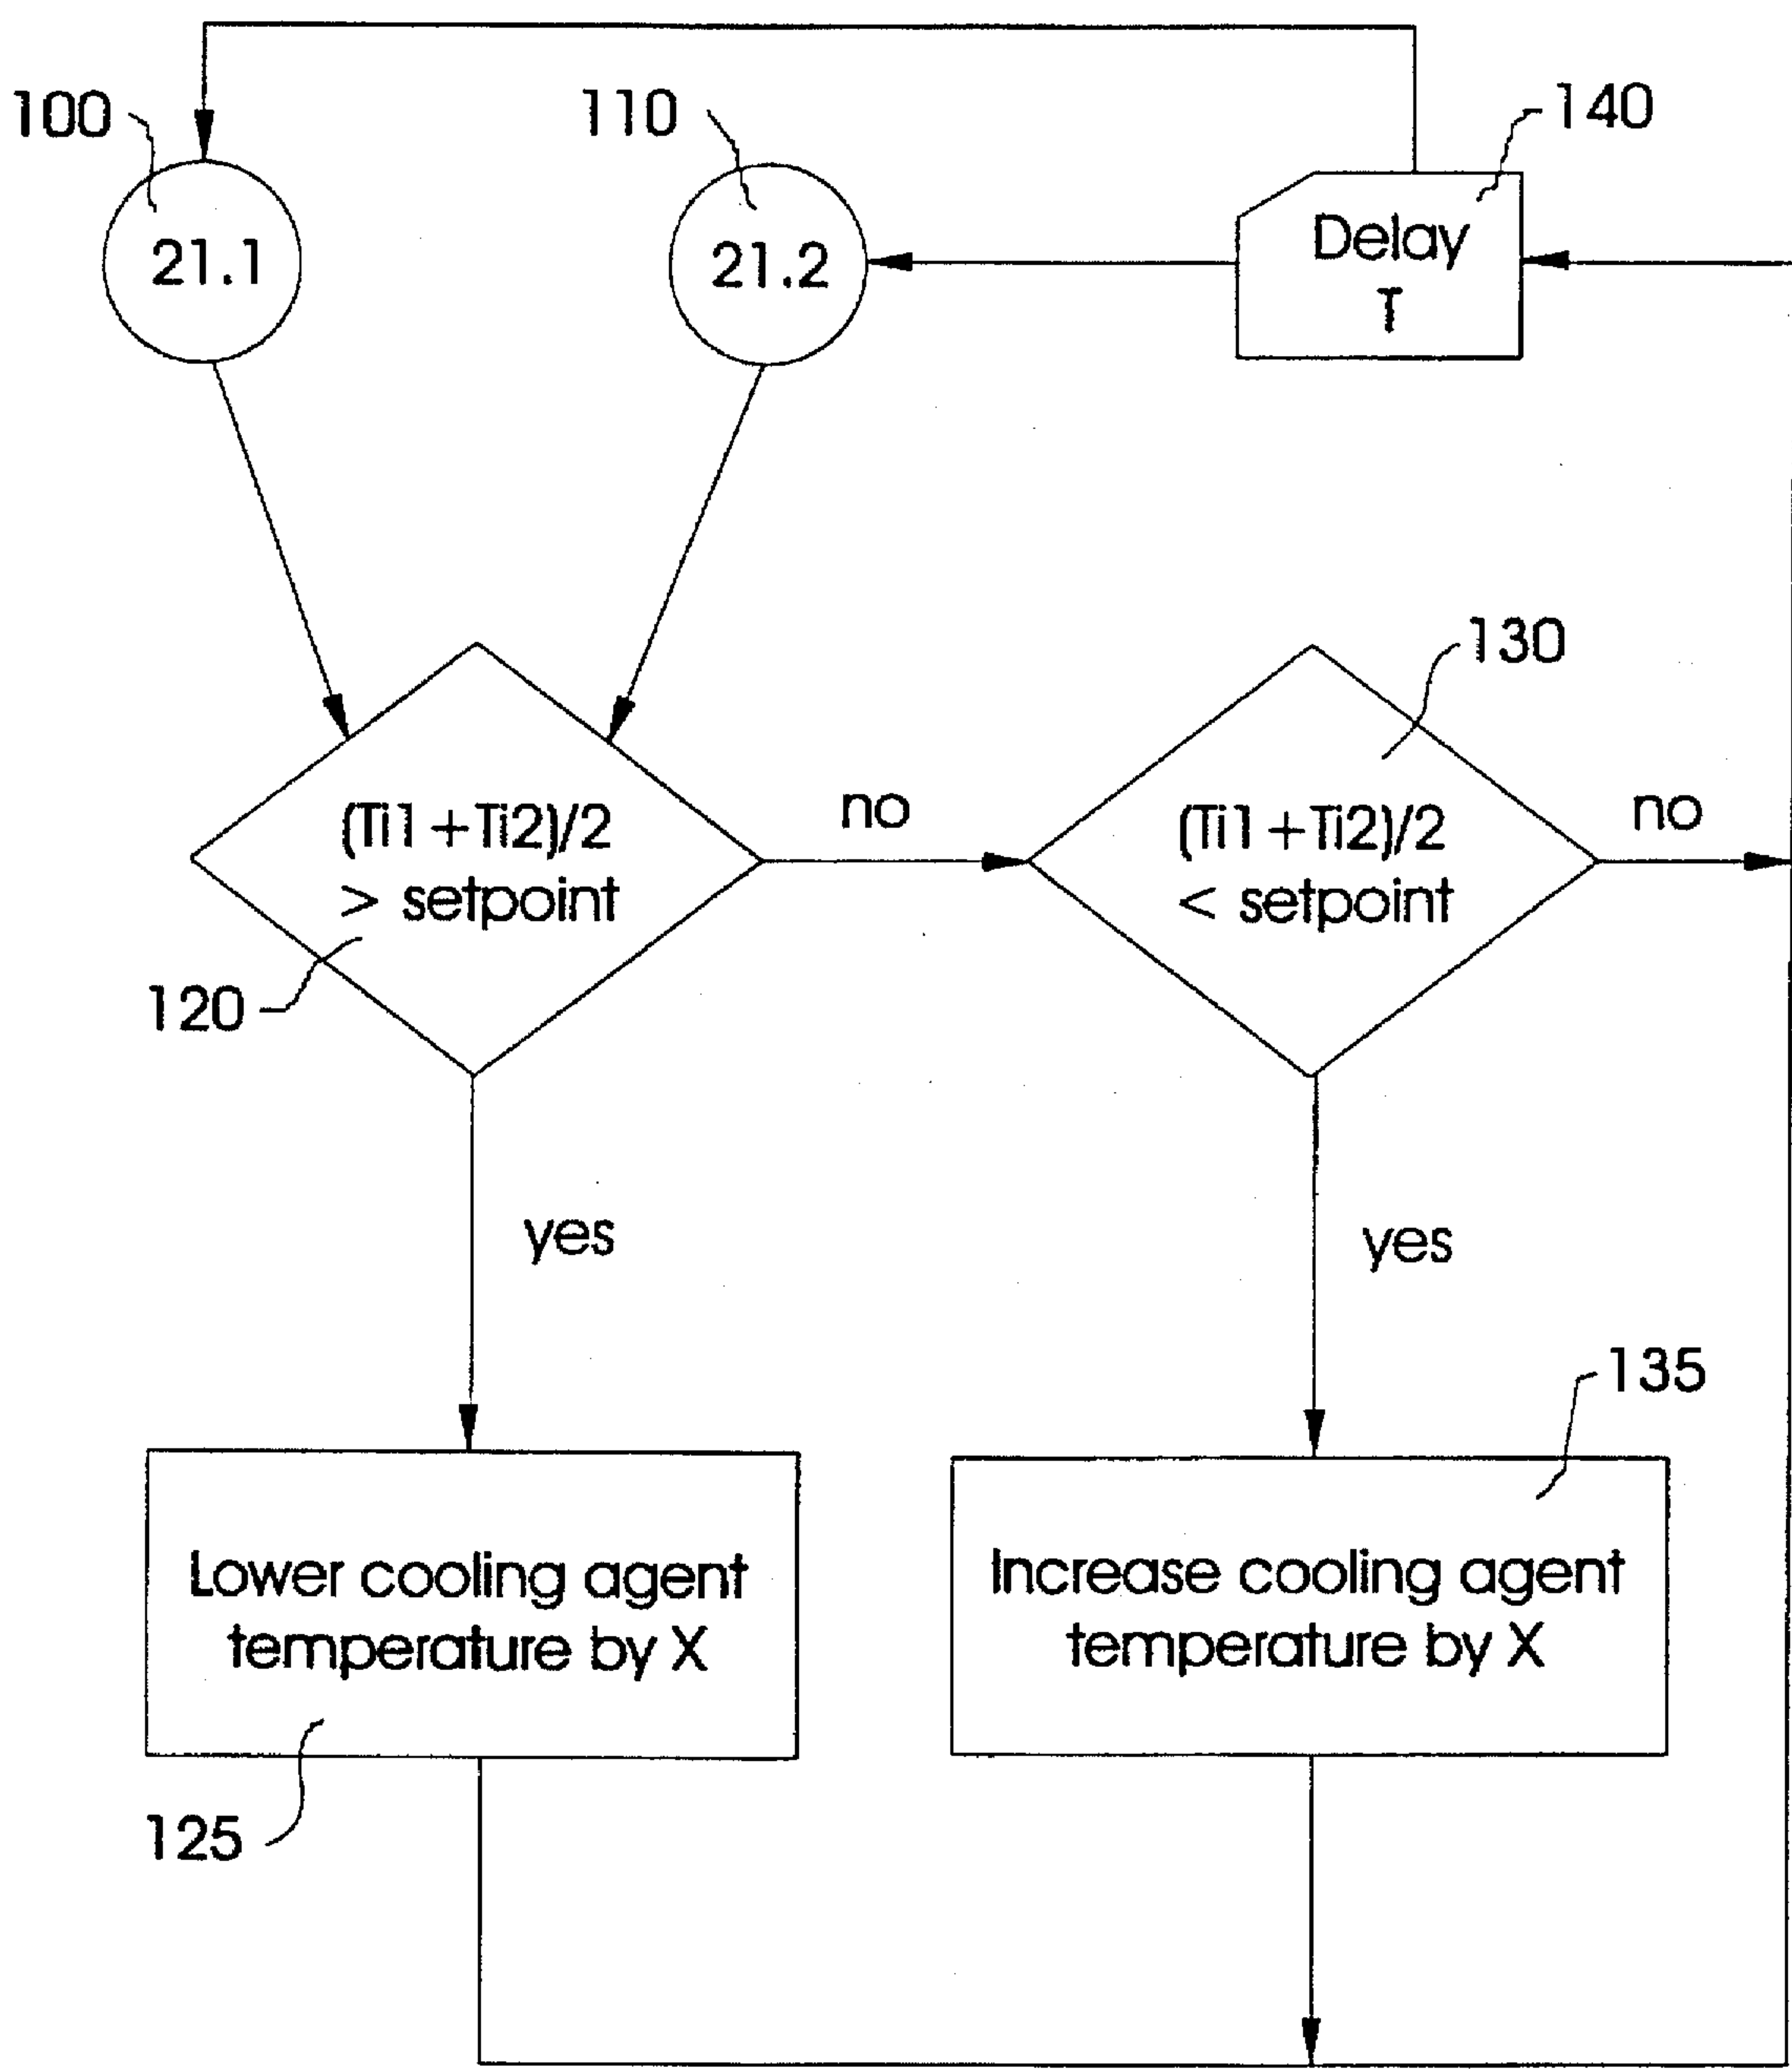 100
110
140
21.1
21.2
Delay
T
130
(Ti1+Ti2)/2
> setpoint
no
(Ti1+Ti2)/2
< setpoint
no
120
yes
yes
135
Lower cooling agent
temperature by X
Increase cooling agent
temperature by X
125